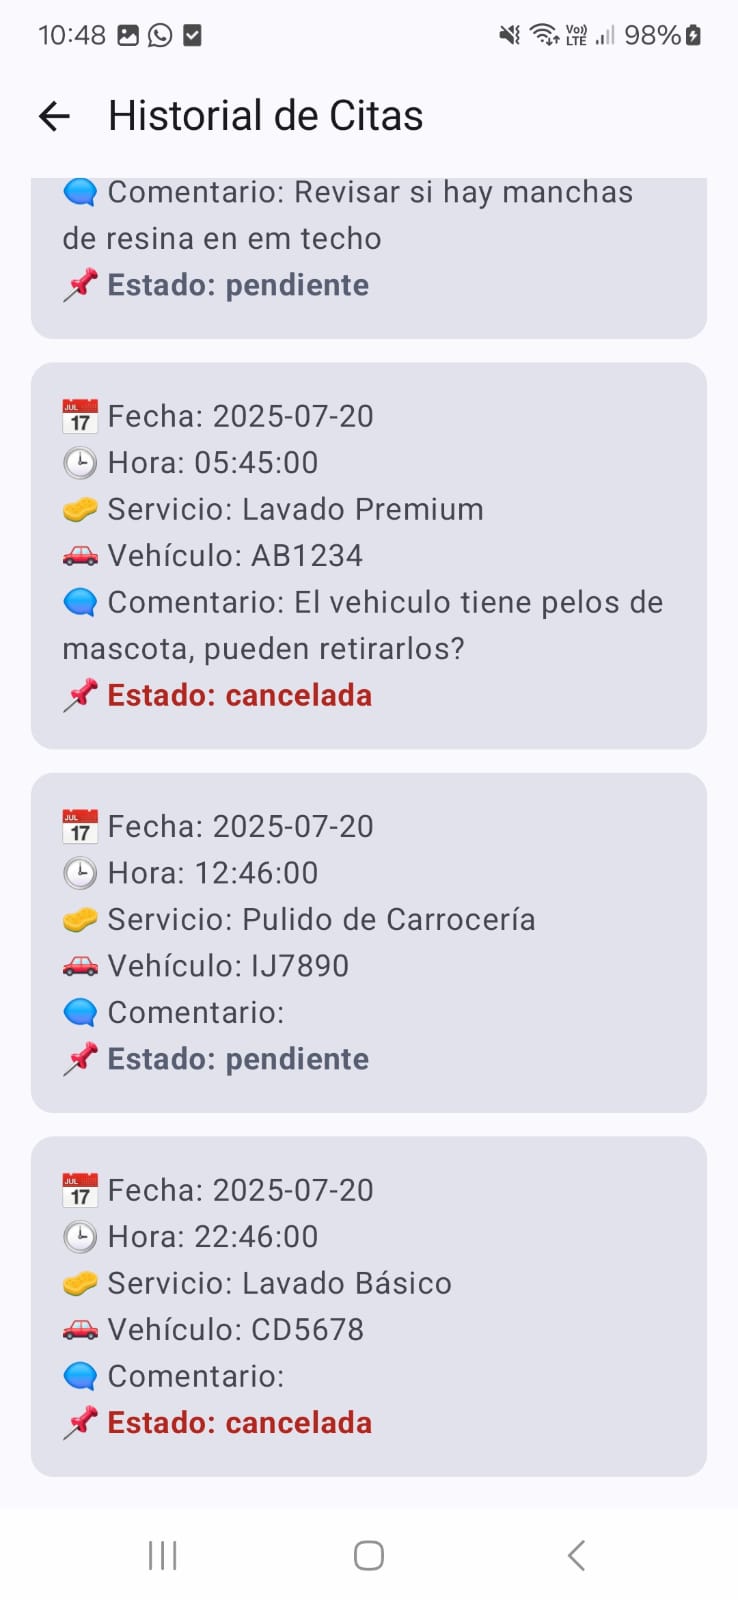 10:48 98%
Vo))
LTE
Historial de Citas
Comentario: Revisar si hay manchas
de resina en em techo
Estado: pendiente
JUL
17
Fecha: 2025-07-20
Hora: 05:45:00
Servicio: Lavado Premium
Vehículo: AB1234
Comentario: El vehiculo tiene pelos de
mascota, pueden retirarlos?
Estado: cancelada
JUL
17
Fecha: 2025-07-20
Hora: 12:46:00
Servicio: Pulido de Carrocería
Vehículo: IJ7890
Comentario:
Estado: pendiente
JUL
17
Fecha: 2025-07-20
Hora: 22:46:00
Servicio: Lavado Básico
Vehículo: CD5678
Comentario:
Estado: cancelada